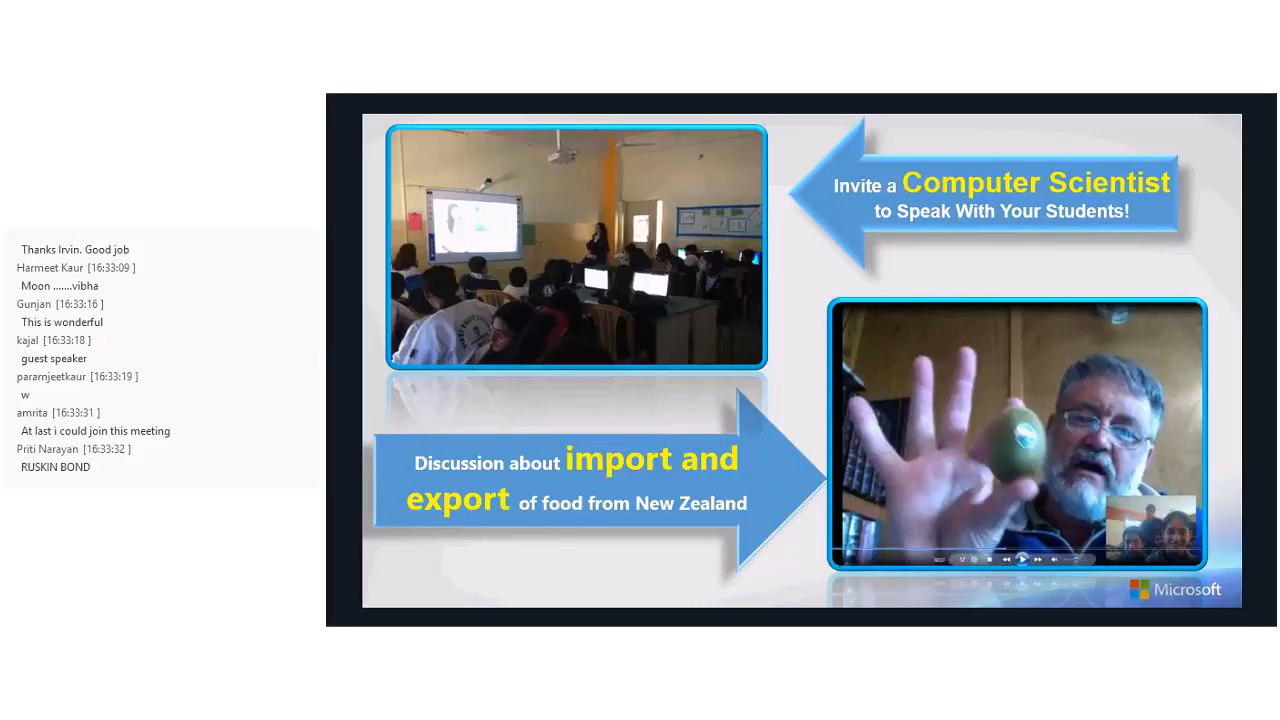 Thanks Irvin. Good job
Harmeet Kaur [16:33:09 ]
Moon .......vibha
Gunjan [16:33:16 ]
This is wonderful
kajal [16:33:18 ]
guest speaker
paramjeetkaur [16:33:19 ]
w
amrita [16:33:31 ]
At last i could join this meeting
Priti Narayan [16:33:32 ]
RUSKIN BOND
Invite a Computer Scientist
to Speak With Your Students!
Discussion about import and
export of food from New Zealand
Microsoft